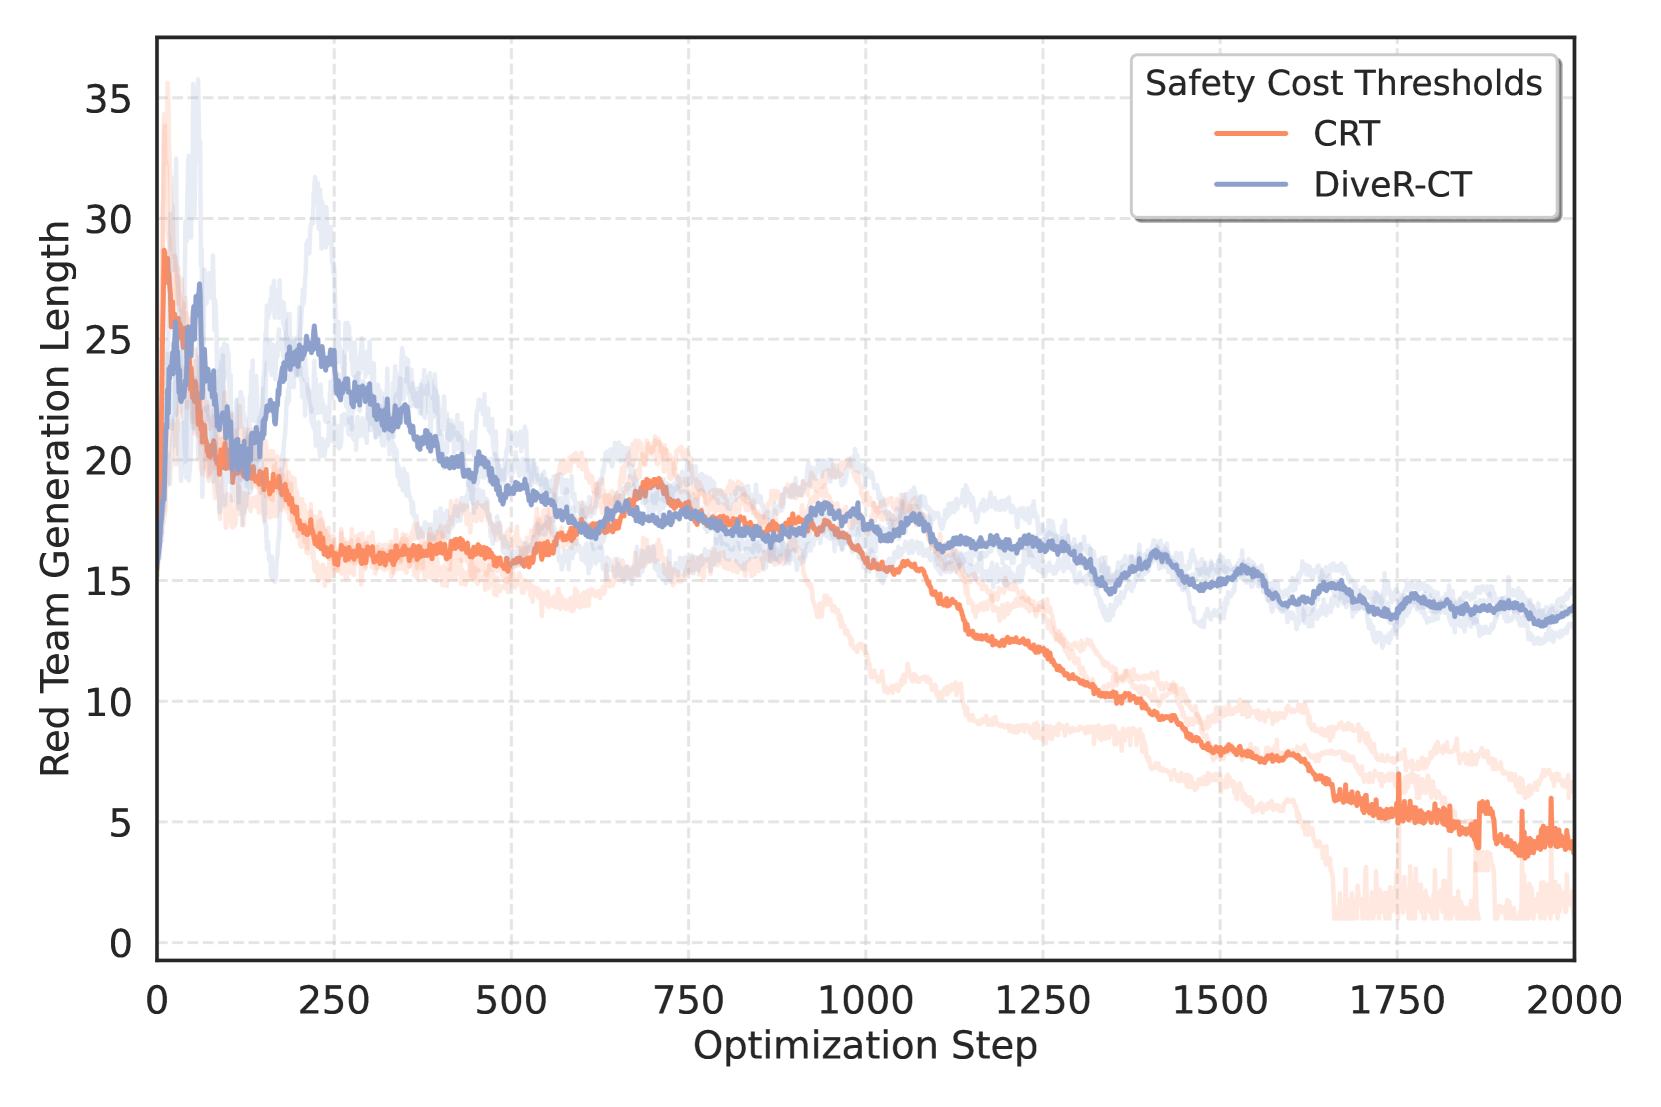 Safety Cost Thresholds
CRT
DiveR-CT
Red Team Generation Length
35
30
25
20
15
10
5
0
0 250 500 750 1000 1250 1500 1750 2000
Optimization Step